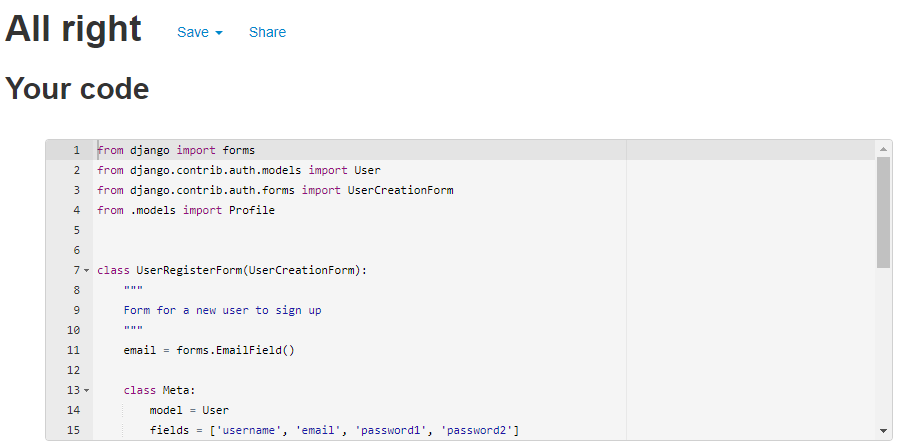 All right Save Share
Your code
1 from django import forms
2 from django.contrib.auth.models import User
3 from django.contrib.auth.forms import UserCreationForm
4 from .models import Profile
5
6
7 class UserRegisterForm(UserCreationForm):
8 """
9 Form for a new user to sign up
10 """
11 email = forms.EmailField()
12
13 class Meta:
14 model = User
15 fields = ['username', 'email', 'password1', 'password2']